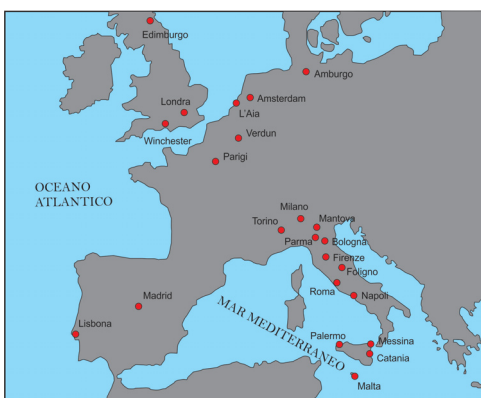 Edimburgo
Amburgo
Londra
Amsterdam
L'Aia
Winchester
Verdun
Parigi
OCEANO
ATLANTICO
Milano
Torino
Mantova
Parma
Bologna
Firenze
Foligno
Roma
Napoli
Madrid
Lisbona
MAR MEDITERRANEO
Palermo
Messina
Catania
Malta